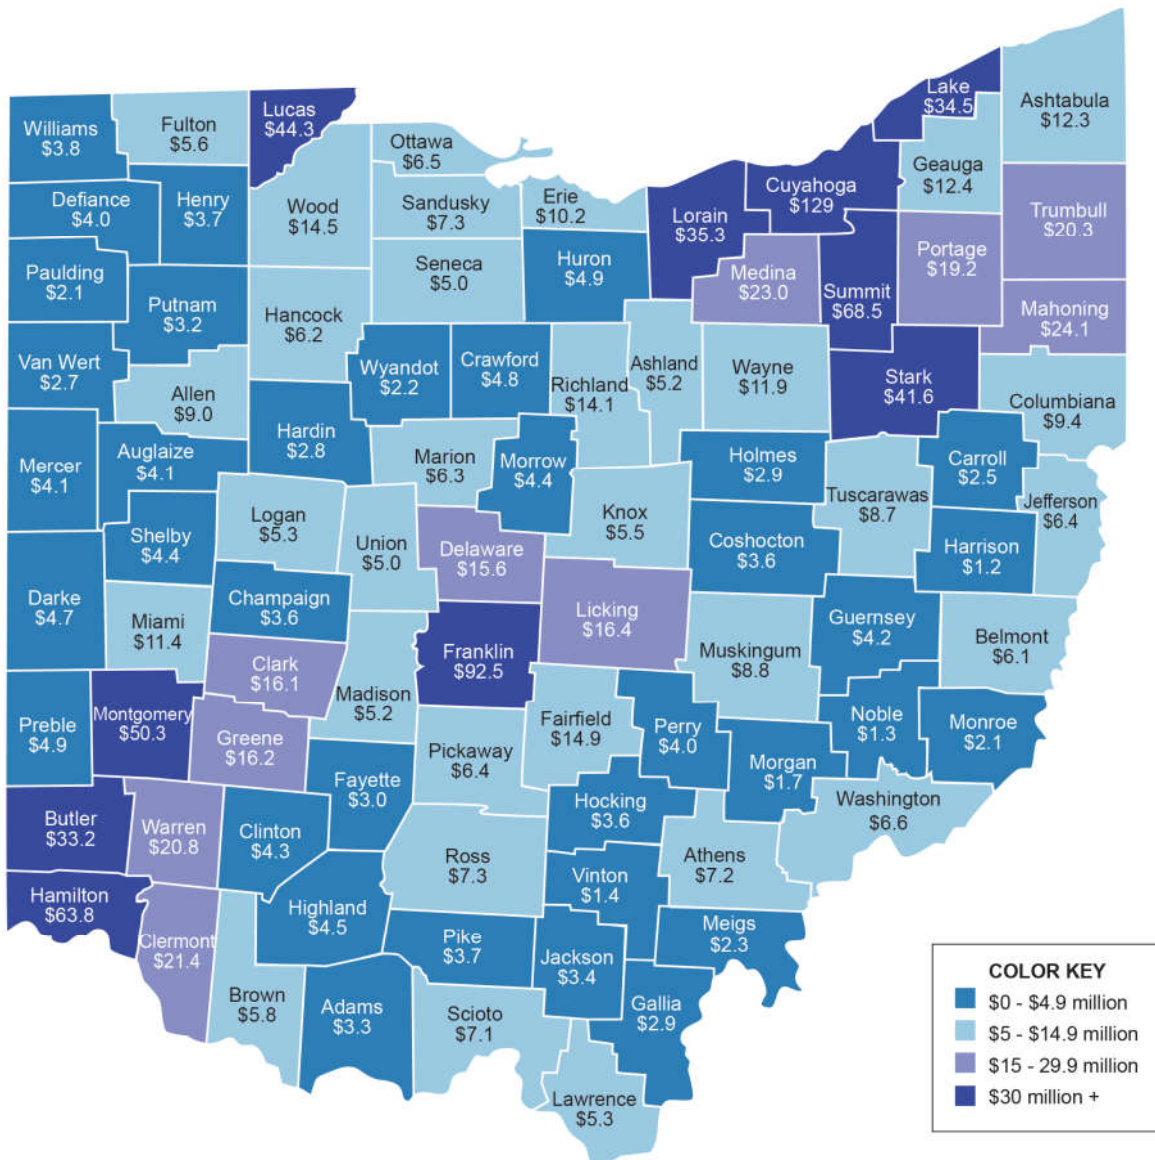 Williams
$3.8
Fulton
$5.6
Lucas
$44.3
Ottawa
$6.5
Lake
$34.5
Ashtabula
$12.3
Geauga
$12.4
Defiance
$4.0
Henry
$3.7
Wood
$14.5
Sandusky
$7.3
Erie
$10.2
Lorain
$35.3
Cuyahoga
$129
Trumbull
$20.3
Portage
$19.2
Paulding
$2.1
Putnam
$3.2
Hancock
$6.2
Seneca
$5.0
Huron
$4.9
Medina
$23.0
Summit
$68.5
Mahoning
$24.1
Van Wert
$2.7
Allen
$9.0
Wyandot
$2.2
Crawford
$4.8
Richland
$14.1
Ashland
$5.2
Wayne
$11.9
Stark
$41.6
Columbiana
$9.4
Mercer
$4.1
Auglaize
$4.1
Hardin
$2.8
Marion
$6.3
Morrow
$4.4
Holmes
$2.9
Tuscarawas
$8.7
Carroll
$2.5
Jefferson
$6.4
Shelby
$4.4
Logan
$5.3
Union
$5.0
Delaware
$15.6
Knox
$5.5
Coshocton
$3.6
Harrison
$1.2
Darke
$4.7
Miami
$11.4
Champaign
$3.6
Licking
$16.4
Muskingum
$8.8
Guernsey
$4.2
Belmont
$6.1
Clark
$16.1
Madison
$5.2
Franklin
$92.5
Preble
$4.9
Montgomery
$50.3
Greene
$16.2
Pickaway
$6.4
Fairfield
$14.9
Perry
$4.0
Morgan
$1.7
Noble
$1.3
Monroe
$2.1
Fayette
$3.0
Hocking
$3.6
Washington
$6.6
Butler
$33.2
Warren
$20.8
Clinton
$4.3
Ross
$7.3
Vinton
$1.4
Athens
$7.2
Hamilton
$63.8
Clermont
$21.4
Highland
$4.5
Pike
$3.7
Jackson
$3.4
Meigs
$2.3
Brown
$5.8
Adams
$3.3
Scioto
$7.1
Gallia
$2.9
Lawrence
$5.3
COLOR KEY
$0 - $4.9 million
$5 - $14.9 million
$15 - 29.9 million
$30 million +